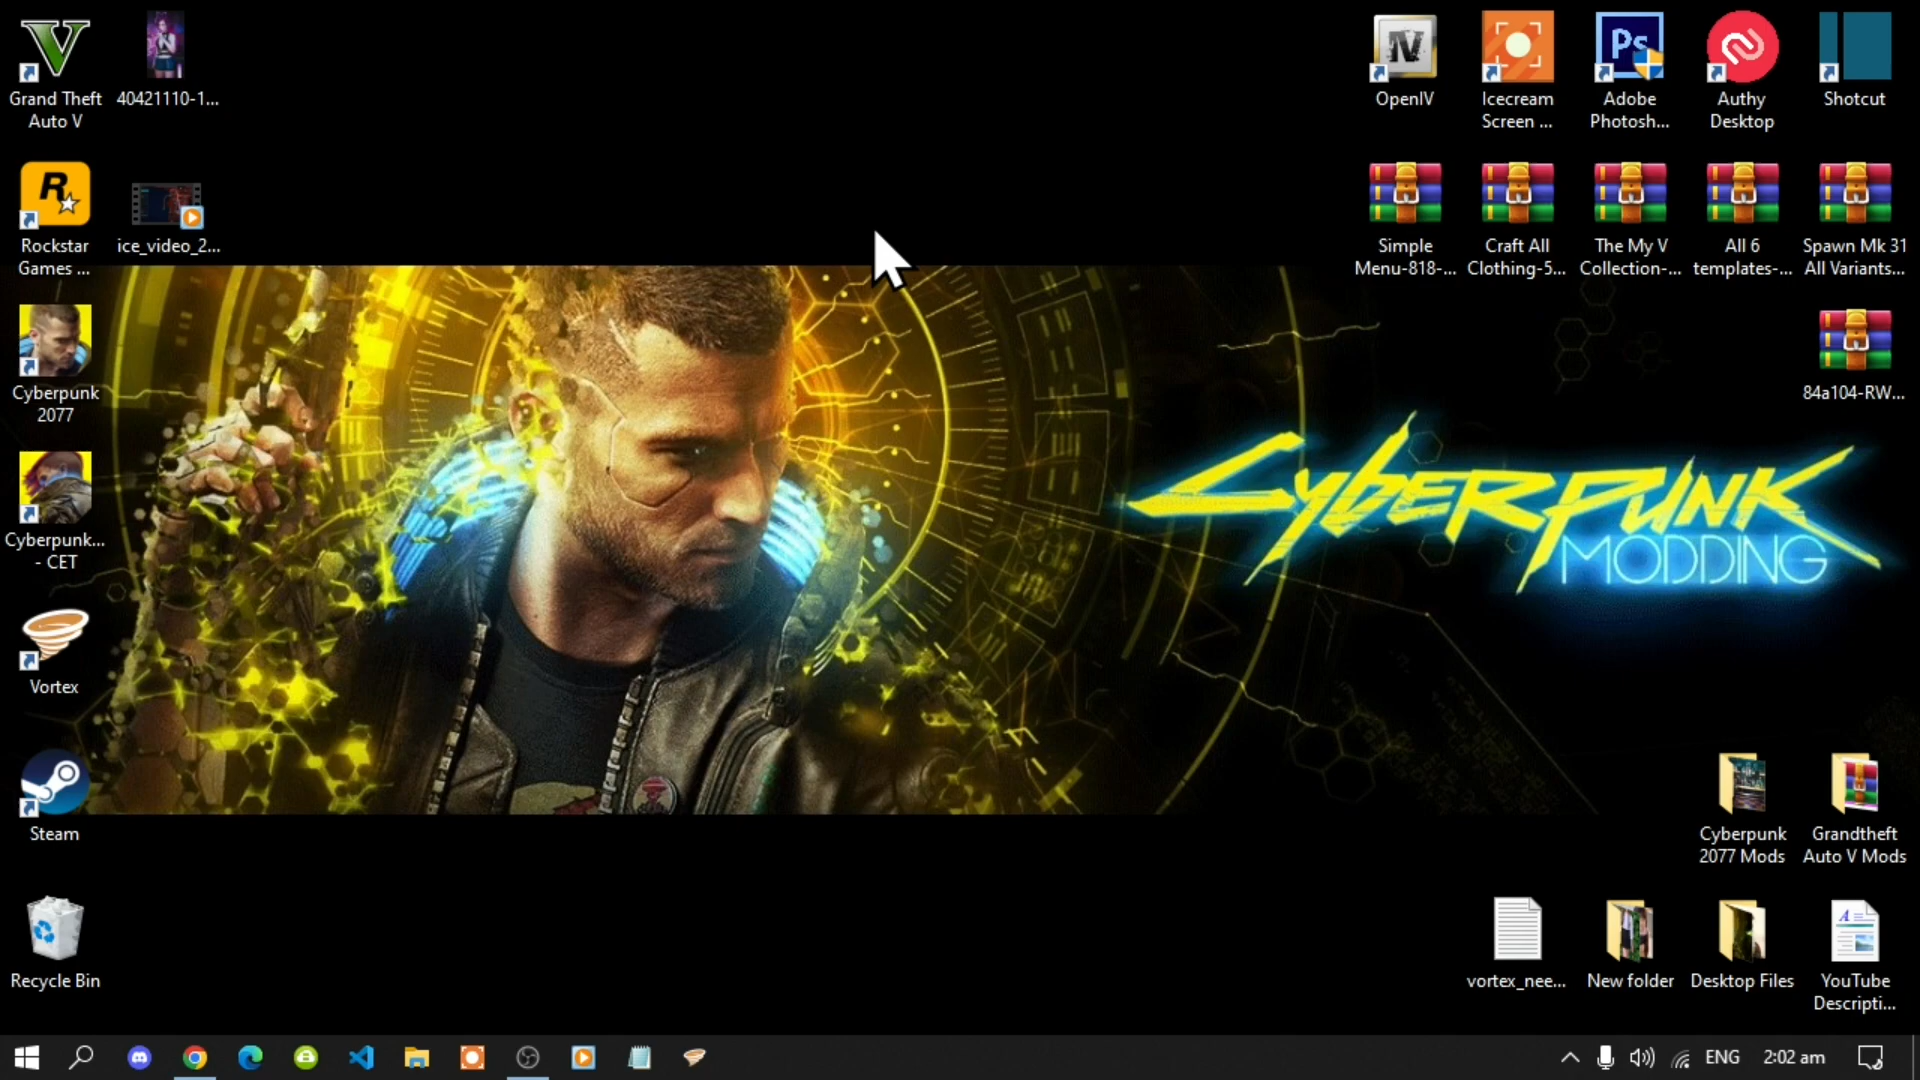 Grand Theft
Auto V
40421110-1...
OpenIV
Icecream
Screen ...
Adobe
Photosh...
Authy
Desktop
Shotcut
Rockstar
Games ...
ice_video_2...
Simple
Menu-818-...
Craft All
Clothing-5...
The My V
Collection-...
All 6
templates-...
Spawn Mk 31
All Variants...
Cyberpunk
2077
84a104-RW...
Cyberpunk...
- CET
CYBERPUNK
MODDING
Vortex
Steam
Cyberpunk
2077 Mods
Grandtheft
Auto V Mods
Recycle Bin
vortex_nee...
New folder
Desktop Files
YouTube
Descripti...
ENG
2:02 am